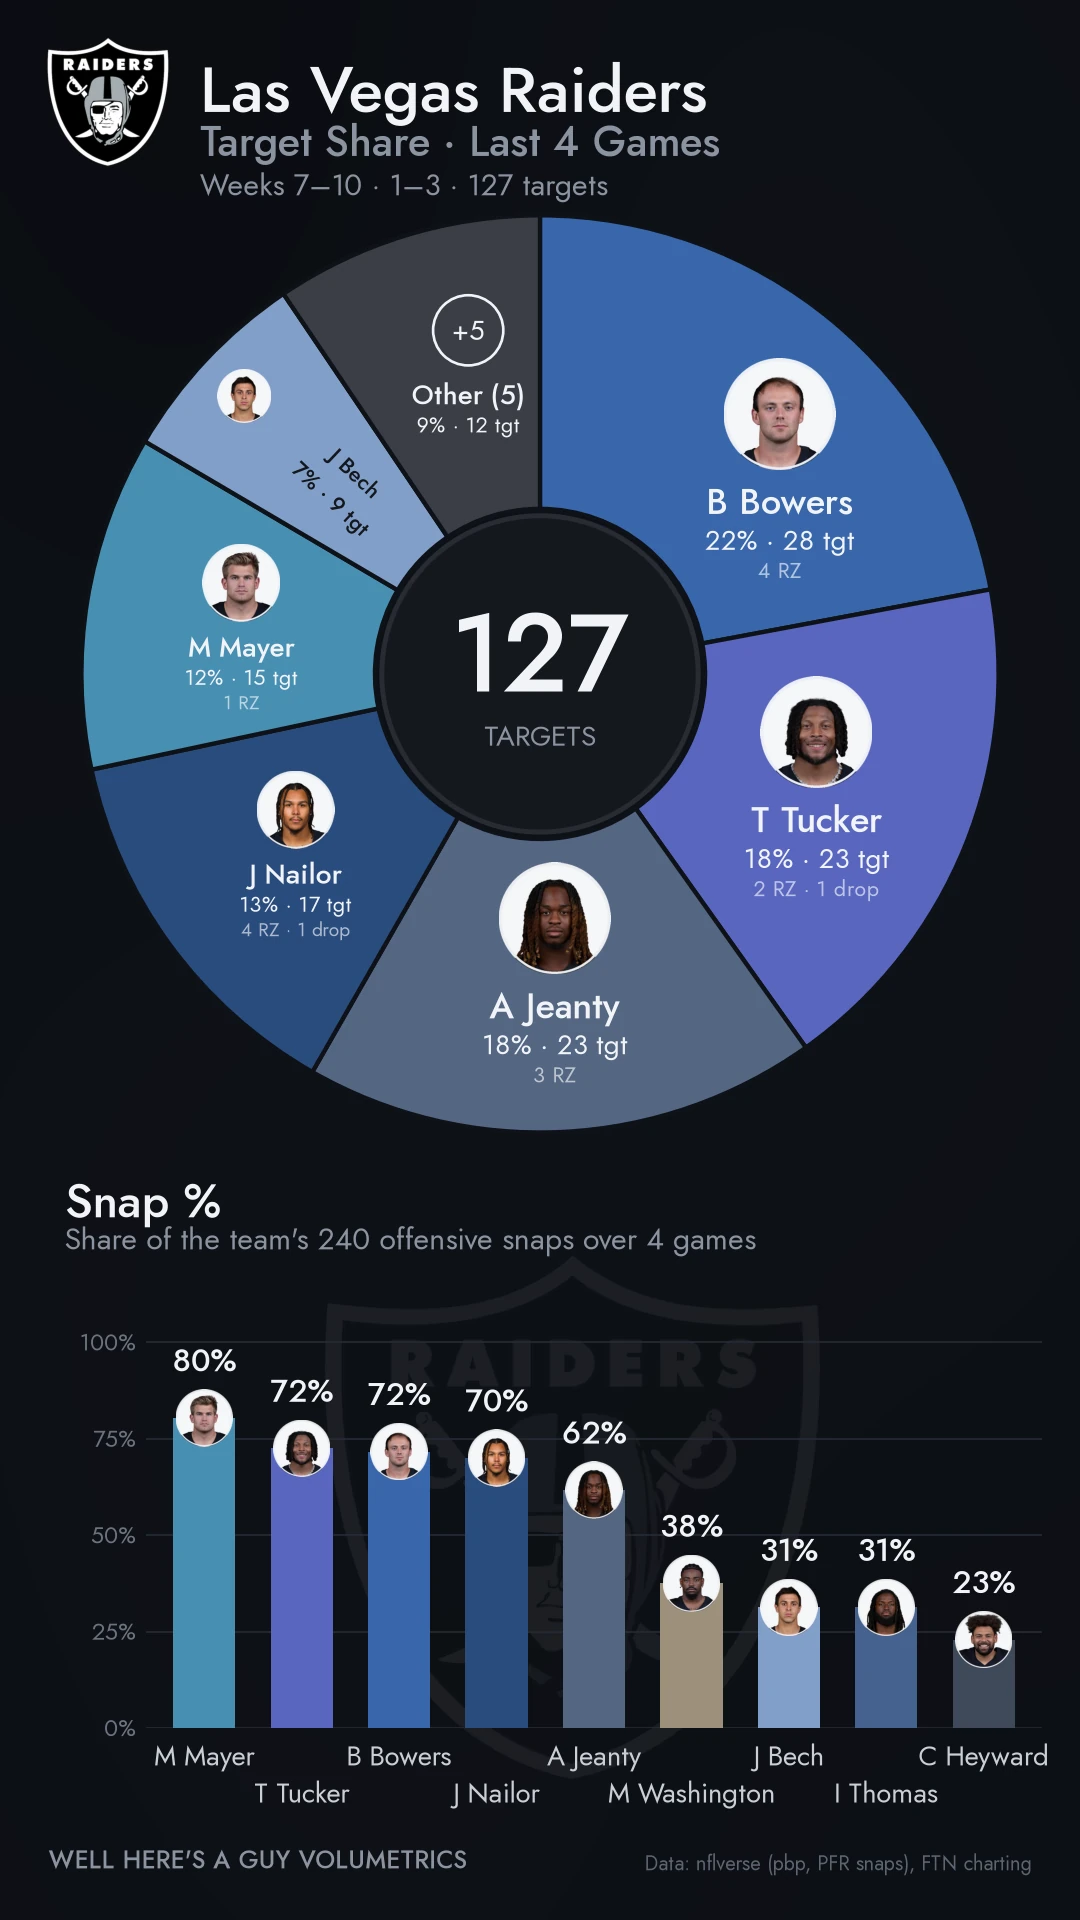 RAIDERS
Las Vegas Raiders
Target Share · Last 4 Games
Weeks 7–10 · 1–3 · 127 targets
+5
Other (5)
9% · 12 tgt
B Bowers
22% · 28 tgt
4 RZ
J Bech
7% · 9 tgt
M Mayer
12% · 15 tgt
1 RZ
127
TARGETS
T Tucker
18% · 23 tgt
2 RZ · 1 drop
J Nailor
13% · 17 tgt
4 RZ · 1 drop
A Jeanty
18% · 23 tgt
3 RZ
Snap %
Share of the team's 240 offensive snaps over 4 games
RAIDERS
100%
75%
50%
25%
0%
80%
72%
72%
70%
62%
38%
31%
31%
23%
M Mayer
T Tucker
B Bowers
J Nailor
A Jeanty
M Washington
J Bech
I Thomas
C Heyward
WELL HERE'S A GUY VOLUMETRICS
Data: nflverse (pbp, PFR snaps), FTN charting